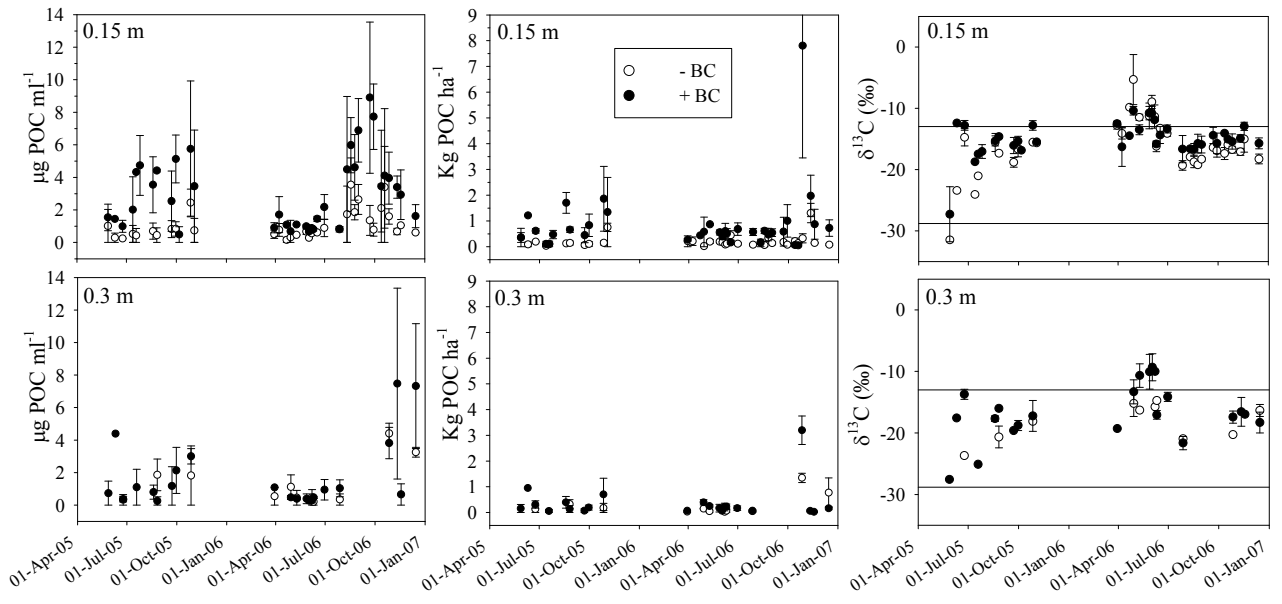 14
12
10
8
6
4
2
0
µg POC ml-1
0.15 m
9
8
7
6
5
4
3
2
1
0
Kg POC ha-1
0.15 m
- BC
+ BC
0
-10
-20
-30
δ13C (‰)
0.15 m
14
12
10
8
6
4
2
0
µg POC ml-1
0.3 m
01-Apr-05
01-Jul-05
01-Oct-05
01-Jan-06
01-Apr-06
01-Jul-06
01-Oct-06
01-Jan-07
9
8
7
6
5
4
3
2
1
0
Kg POC ha-1
0.3 m
01-Apr-05
01-Jul-05
01-Oct-05
01-Jan-06
01-Apr-06
01-Jul-06
01-Oct-06
01-Jan-07
0
-10
-20
-30
δ13C (‰)
0.3 m
01-Apr-05
01-Jul-05
01-Oct-05
01-Jan-06
01-Apr-06
01-Jul-06
01-Oct-06
01-Jan-07